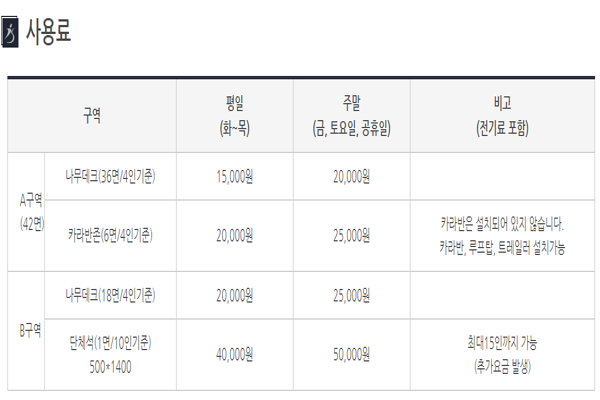 사용료
구역
평일
(화~목)
주말
(금, 토요일, 공휴일)
비고
(전기료 포함)
A구역
(42면)
나무데크(36면/4인기준)
15,000원
20,000원
카라반존(6면/4인기준)
20,000원
25,000원
카라반은 설치되어 있지 않습니다.
카라반, 루프탑, 트레일러 설치가능
B구역
나무데크(18면/4인기준)
20,000원
25,000원
단체석(1면/10인기준)
500*1400
40,000원
50,000원
최대15인까지 가능
(추가요금 발생)